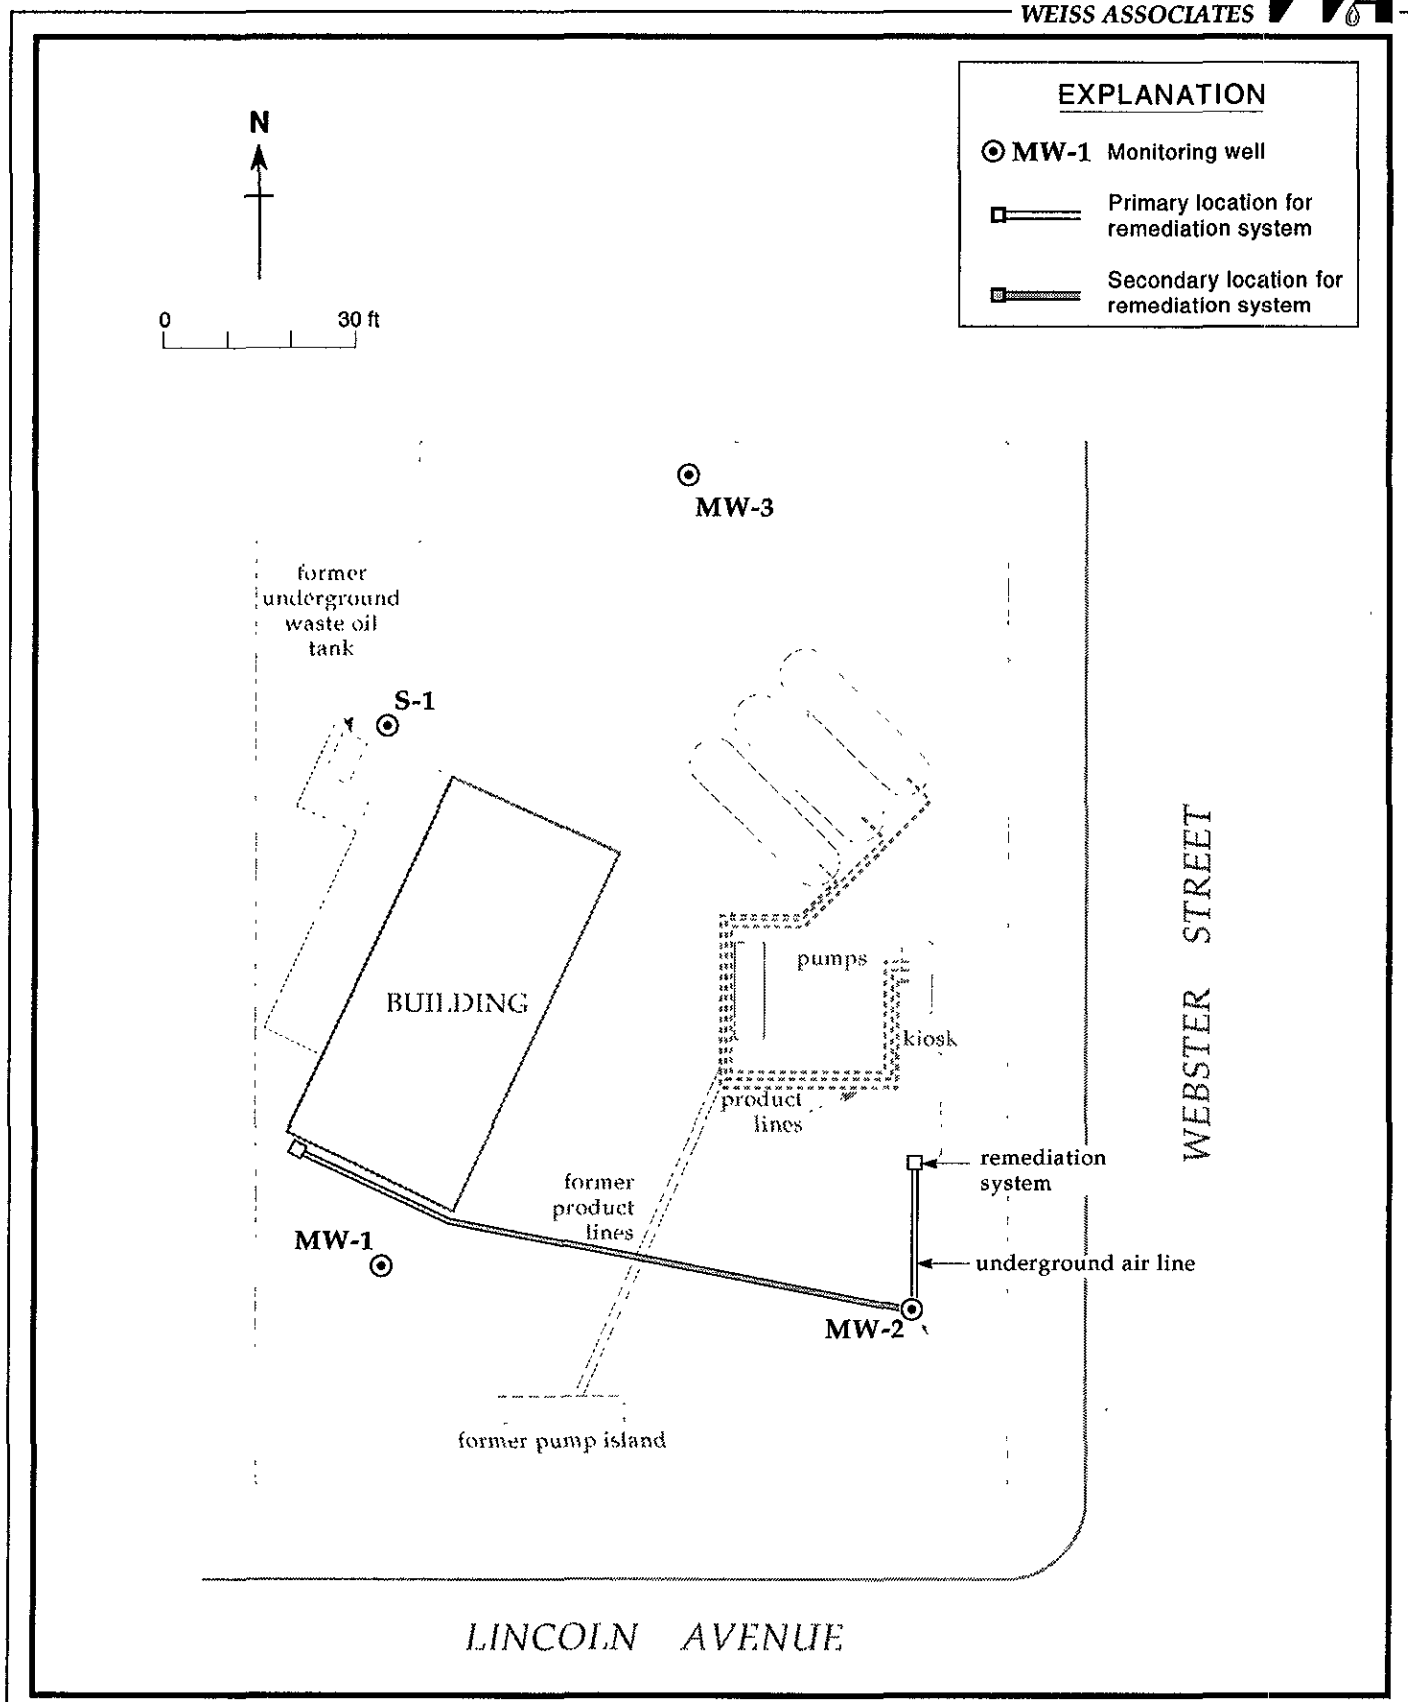 WEISS ASSOCIATES
EXPLANATION
MW-1 Monitoring well
Primary location for
remediation system
Secondary location for
remediation system
N
0 30 ft
MW-3
former
underground
waste oil
tank
S-1
BUILDING
pumps
kiosk
product
lines
WEBSTER STREET
remediation
system
former
product
lines
MW-1
underground air line
MW-2
former pump island
LINCOLN AVENUE